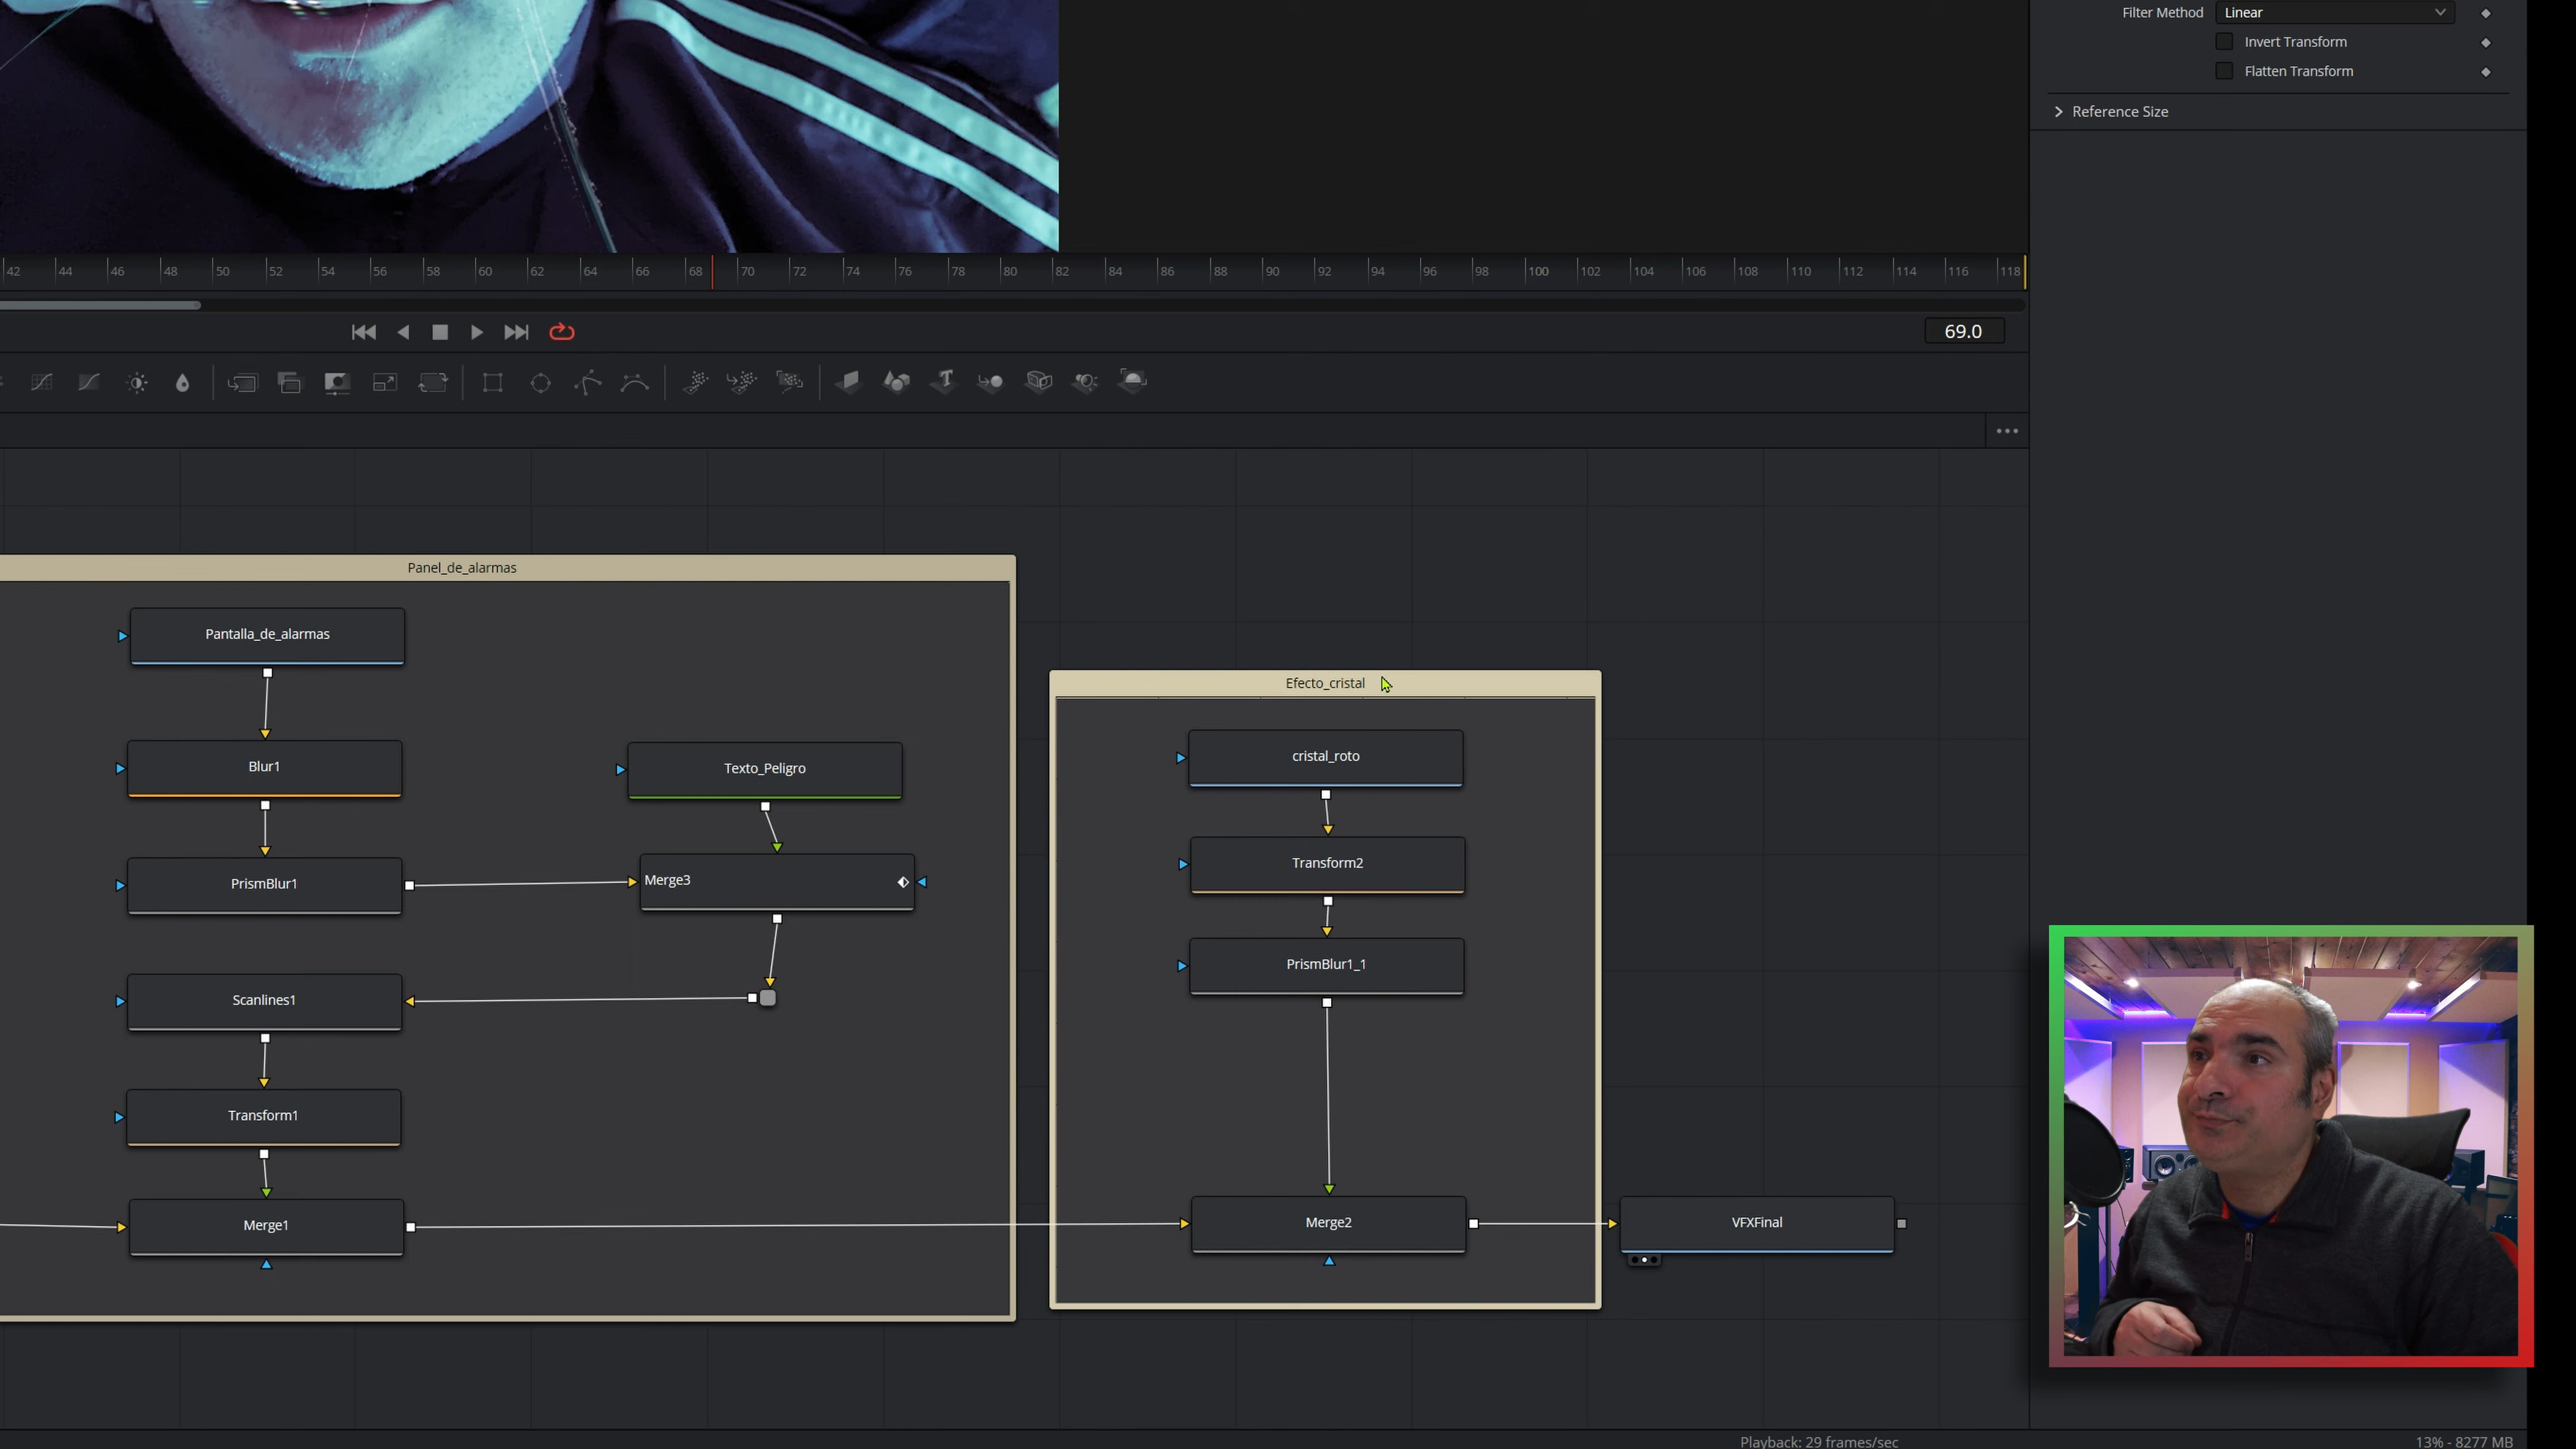 Filter Method Linear
Invert Transform
Flatten Transform
Reference Size
42 44 46 48 50 52 54 56 58 60 62 64 66 68 70 72 74 76 78 80 82 84 86 88 90 92 94 96 98 100 102 104 106 108 110 112 114 116 118
69.0
Panel_de_alarmas
Pantalla_de_alarmas
Efecto_cristal
cristal_roto
Blur1
Texto_Peligro
Transform2
PrismBlur1
Merge3
PrismBlur1_1
Scanlines1
Transform1
Merge1
Merge2
VFXFinal
Playback: 29 frames/sec
13% - 8277 MB